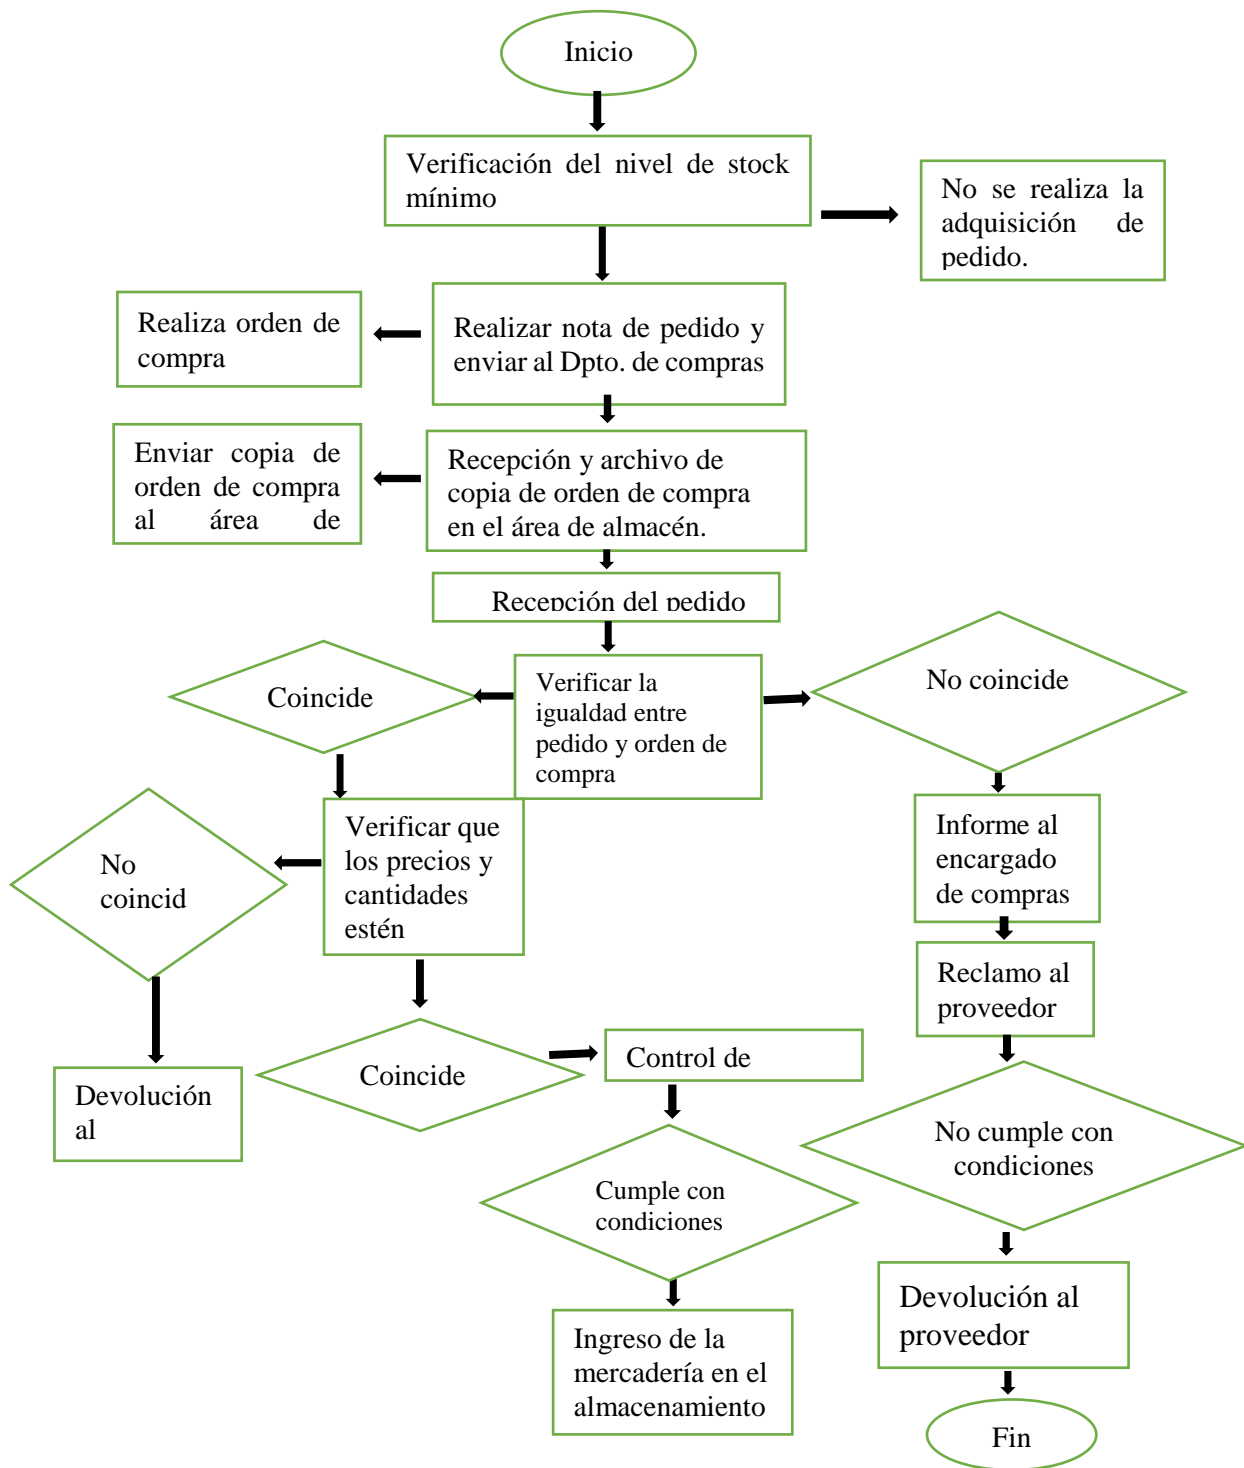 Inicio
Verificación del nivel de stock
mínimo
No se realiza la
adquisición de
pedido.
Realiza orden de
compra
Realizar nota de pedido y
enviar al Dpto. de compras
Enviar copia de
orden de compra
al área de
Recepción y archivo de
copia de orden de compra
en el área de almacén.
Recepción del pedido
Coincide
Verificar la
igualdad entre
pedido y orden de
compra
No coincide
No
coincid
Verificar que
los precios y
cantidades
estén
Informe al
encargado
de compras
Reclamo al
proveedor
Devolución
al
Coincide
Control de
No cumple con
condiciones
Cumple con
condiciones
Devolución al
proveedor
Ingreso de la
mercadería en el
almacenamiento
Fin